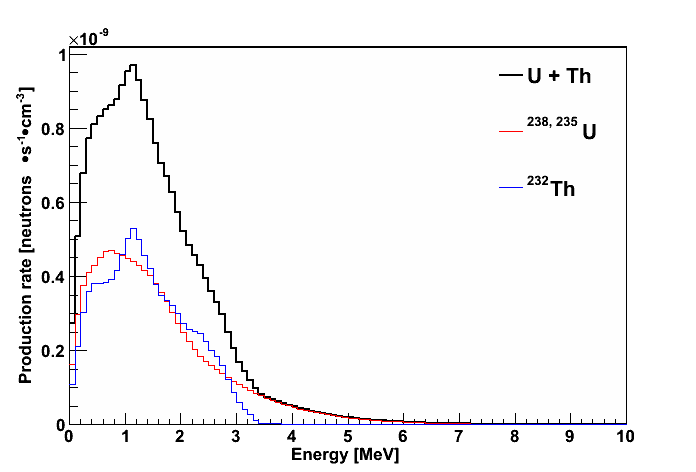 ×10⁻⁹
Production rate [neutrons •s⁻¹•cm⁻³]
1
0.8
0.6
0.4
0.2
0
U + Th
²³⁸, ²³⁵ U
²³²Th
0 1 2 3 4 5 6 7 8 9 10
Energy [MeV]